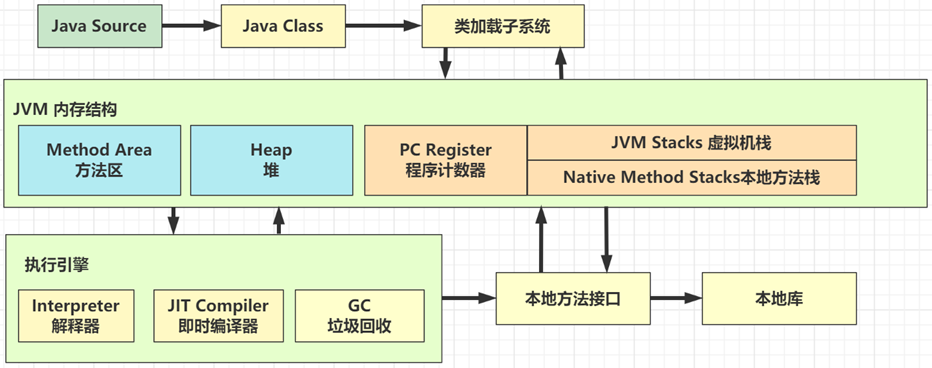 Java Source
Java Class
类加载子系统
JVM 内存结构
Method Area
方法区
Heap
堆
PC Register
程序计数器
JVM Stacks 虚拟机栈
Native Method Stacks本地方法栈
执行引擎
Interpreter
解释器
JIT Compiler
即时编译器
GC
垃圾回收
本地方法接口
本地库